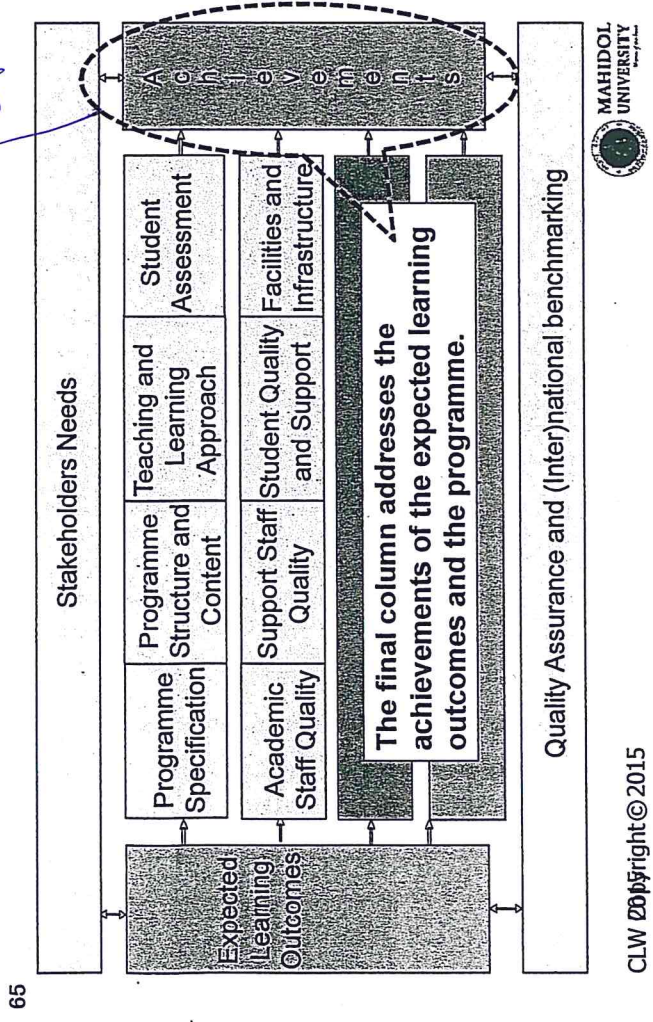 65
Stakeholders Needs
Expected
Learning
Outcomes
Programme
Specification
Programme
Structure and
Content
Teaching and
Learning
Approach
Student
Assessment
Academic
Staff Quality
Support Staff
Quality
Student Quality
and Support
Facilities and
Infrastructure
The final column addresses the
achievements of the expected learning
outcomes and the programme.
Achievements
Quality Assurance and (Inter)national benchmarking
CLW Copyright©2015
MAHIDOL
UNIVERSITY